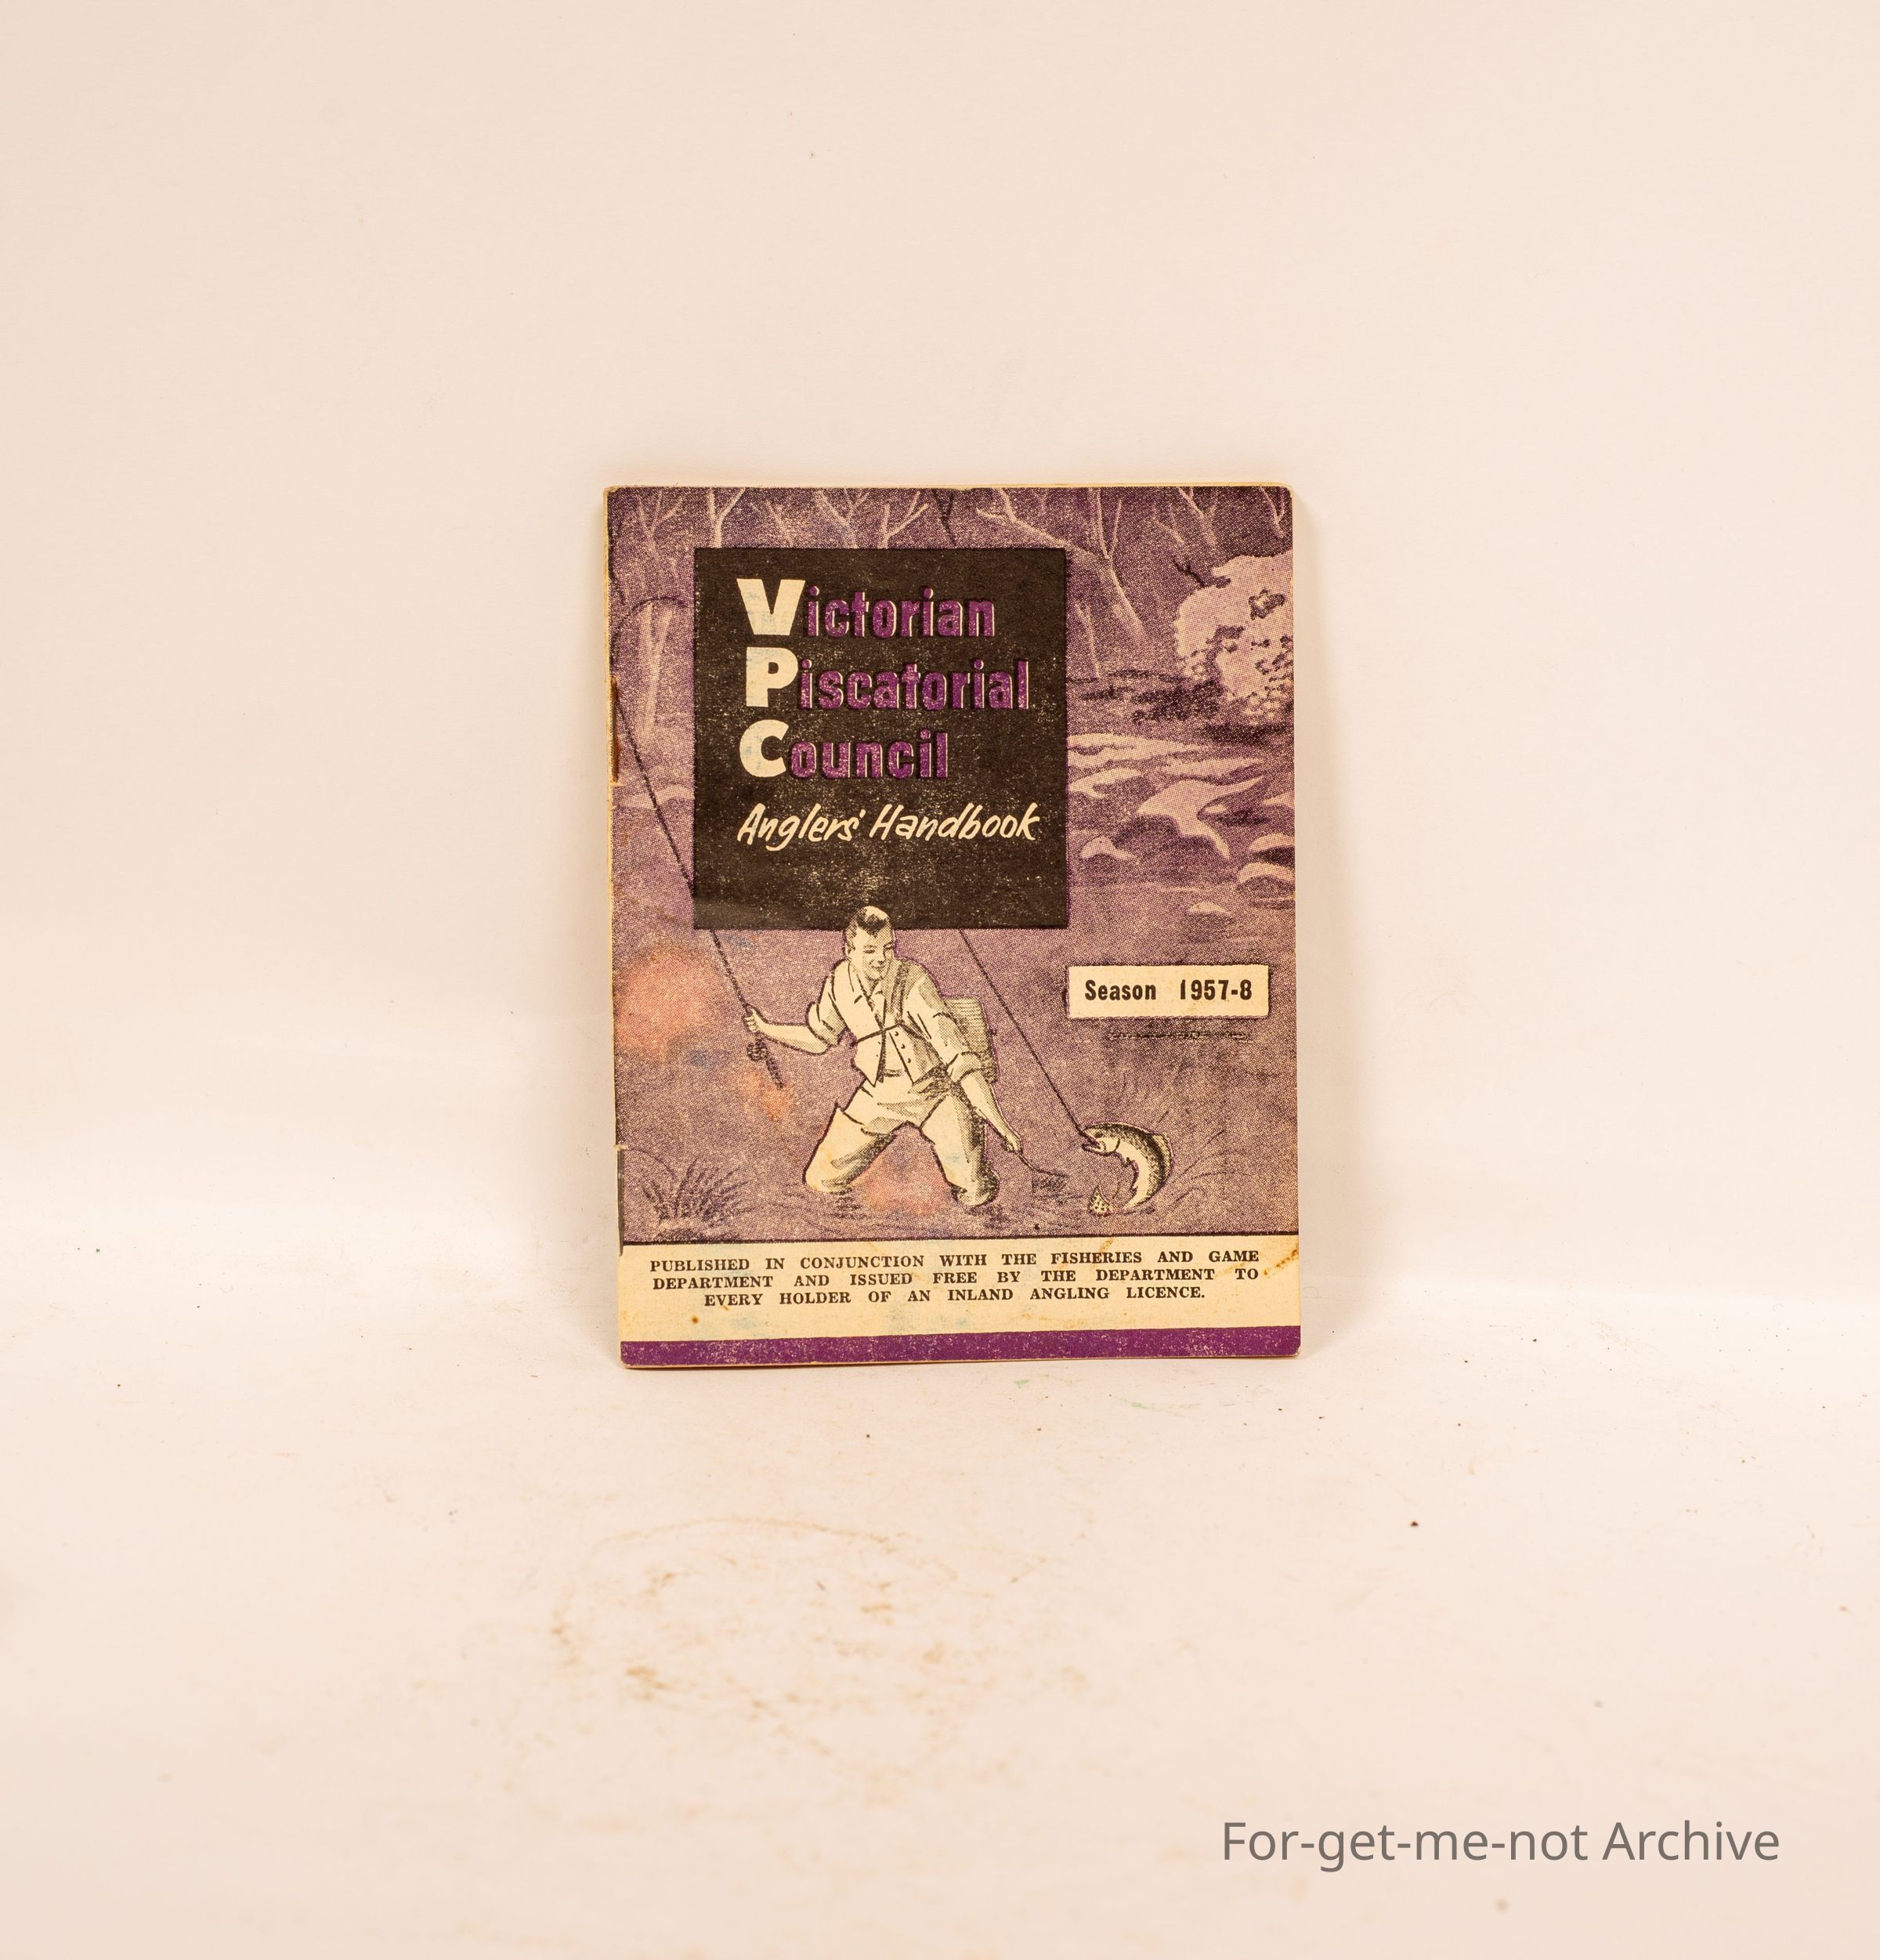 Victorian
Piscatorial
Council
Anglers' Handbook
Season 1957-8
PUBLISHED IN CONJUNCTION WITH THE FISHERIES AND GAME
DEPARTMENT AND ISSUED FREE BY THE DEPARTMENT TO
EVERY HOLDER OF AN INLAND ANGLING LICENCE.
For-get-me-not Archive